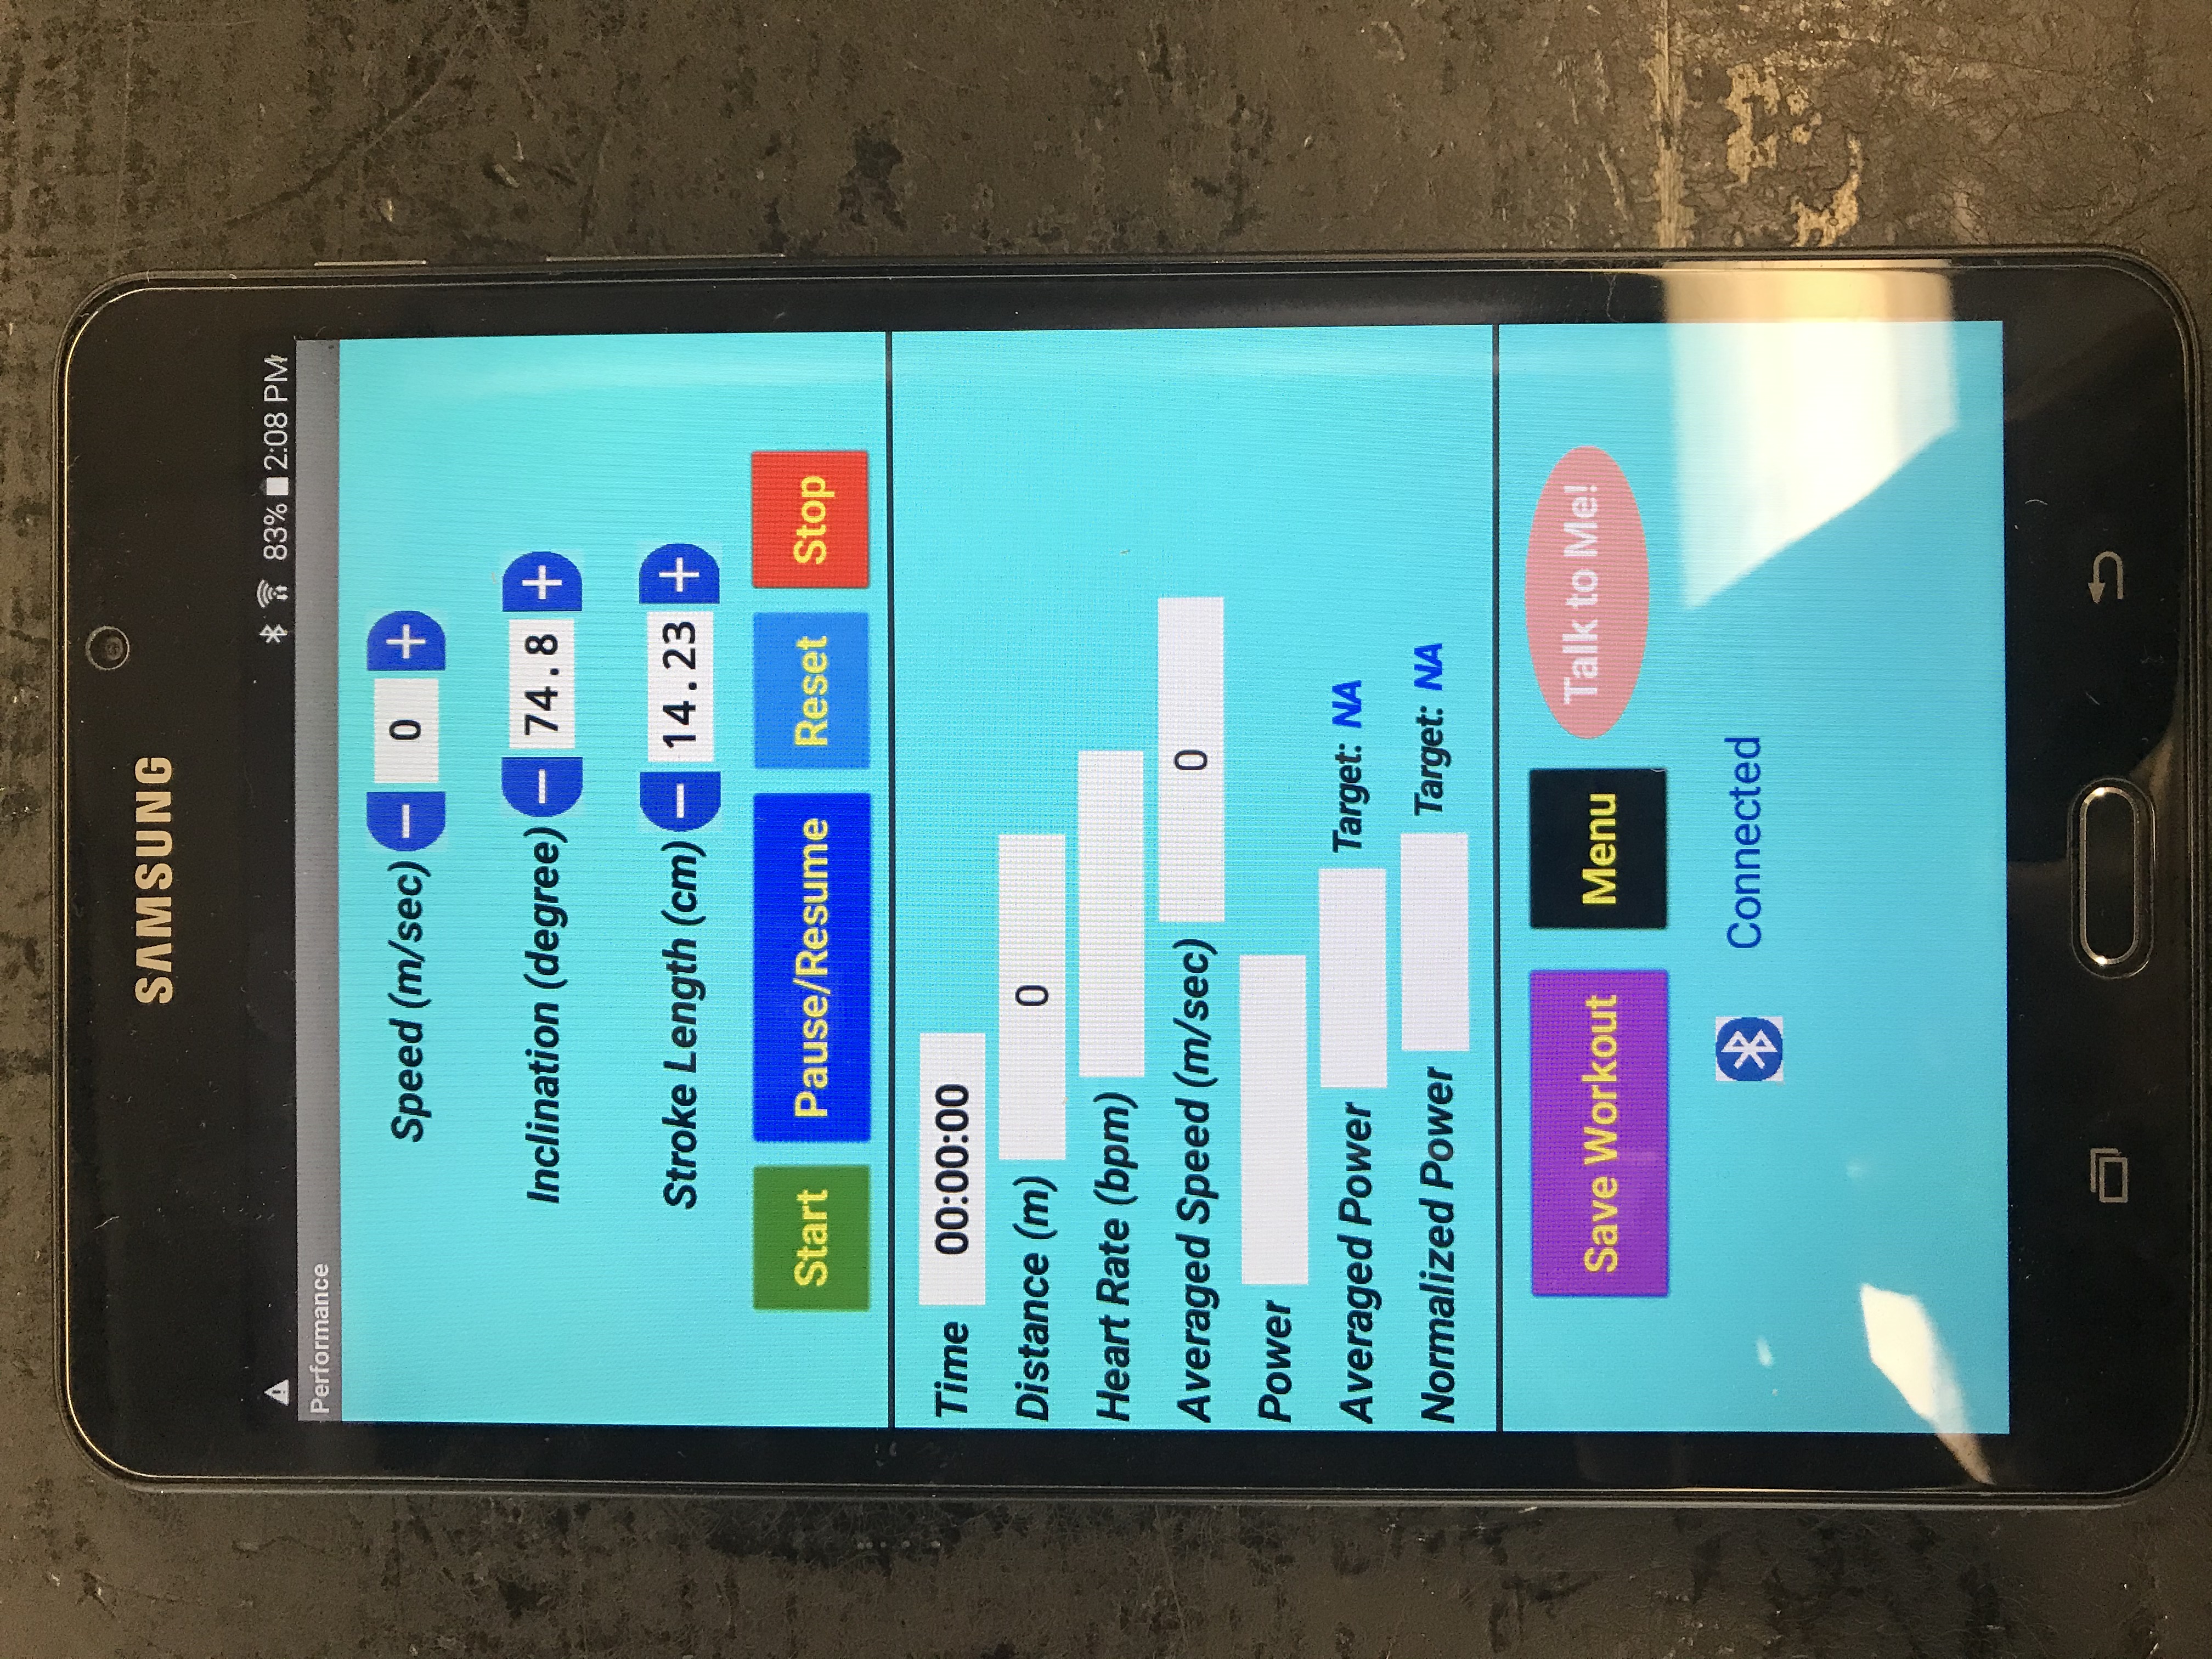 SAMSUNG
83% 2:08 PM
Performance
Speed (m/sec) − 0 +
Inclination (degree) − 74.8 +
Stroke Length (cm) − 14.23 +
Start Pause/Resume Reset Stop
Time 00:00:00
Distance (m) 0
Heart Rate (bpm)
Averaged Speed (m/sec) 0
Power
Averaged Power Target: NA
Normalized Power Target: NA
Save Workout Menu Talk to Me!
Connected